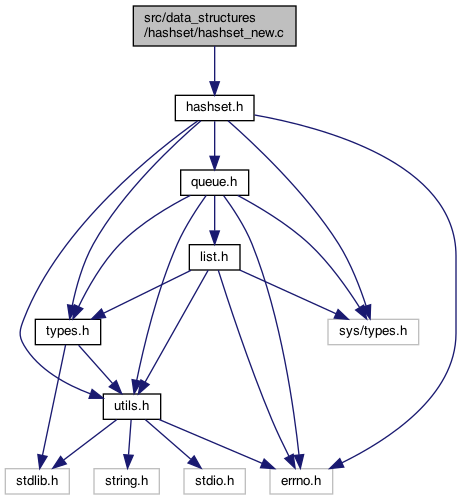 src/data_structures
/hashset/hashset_new.c
hashset.h
queue.h
list.h
types.h
sys/types.h
utils.h
stdlib.h
string.h
stdio.h
errno.h